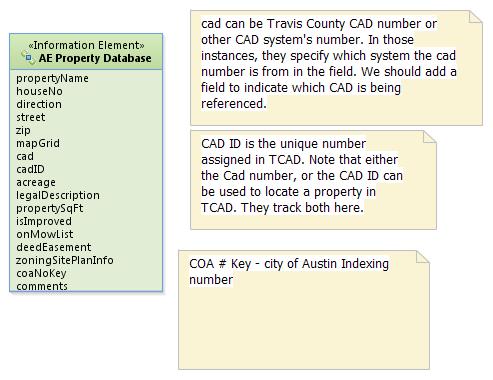 «Information Element»
AE Property Database
propertyName
houseNo
direction
street
zip
mapGrid
cad
cadID
acreage
legalDescription
propertySqFt
isImproved
onMowList
deedEasement
zoningSitePlanInfo
coaNoKey
comments
cad can be Travis County CAD number or
other CAD system's number. In those
instances, they specify which system the cad
number is from in the field. We should add a
field to indicate which CAD is being
referenced.
CAD ID is the unique number
assigned in TCAD. Note that either
the Cad number, or the CAD ID can
be used to locate a property in
TCAD. They track both here.
COA # Key - city of Austin Indexing
number